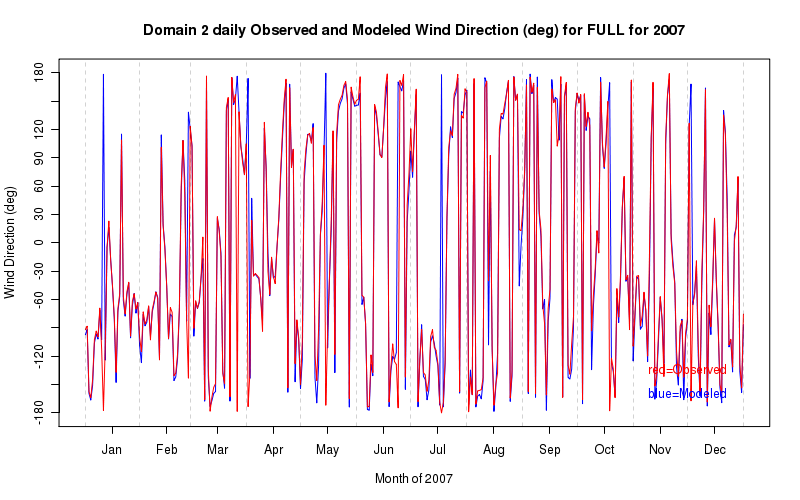 Domain 2 daily Observed and Modeled Wind Direction (deg) for FULL for 2007
Wind Direction (deg)
180
120
90
60
30
0
-30
-60
-120
-180
red=Observed
blue=Modeled
Jan Feb Mar Apr May Jun Jul Aug Sep Oct Nov Dec
Month of 2007